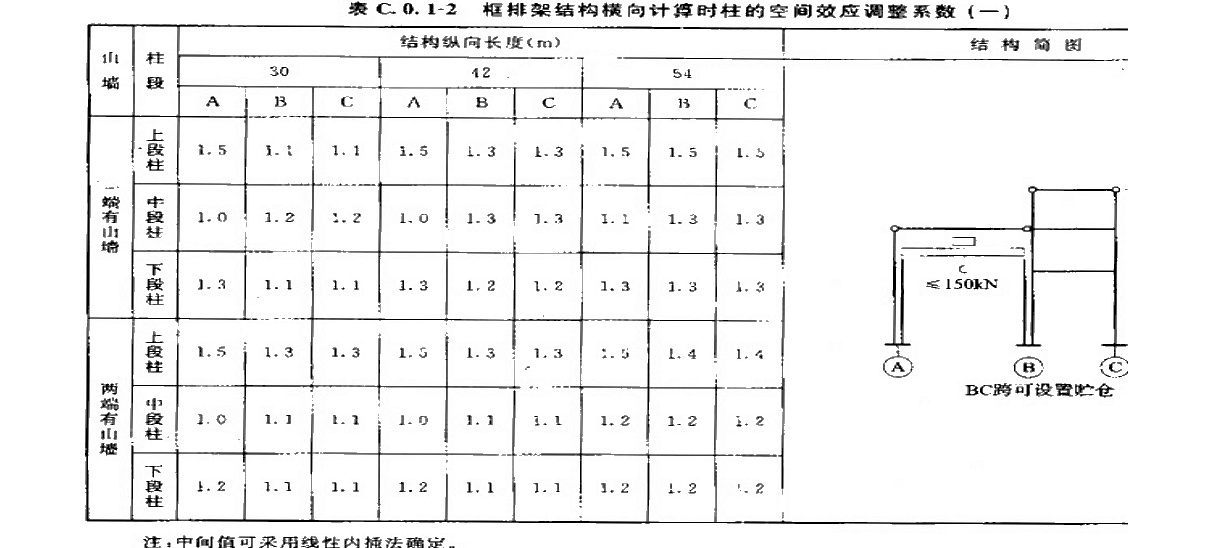 表 C.0.1-2 框排架结构横向计算时柱的空间效应调整系数(一)
山墙 柱段 结构纵向长度(m) 结构简图
30 42 54
A B C A B C A B C
一端有山墙 上段柱 1.5 1.1 1.1 1.5 1.3 1.3 1.5 1.5 1.5
中段柱 1.0 1.2 1.2 1.0 1.3 1.3 1.1 1.3 1.3
下段柱 1.3 1.1 1.1 1.3 1.2 1.2 1.3 1.3 1.3
两端有山墙 上段柱 1.5 1.3 1.3 1.5 1.3 1.3 1.5 1.4 1.4
中段柱 1.0 1.1 1.1 1.0 1.1 1.1 1.2 1.2 1.2
下段柱 1.2 1.1 1.1 1.2 1.1 1.1 1.2 1.2 1.2
≤150kN
A B C
BC跨可设置贮仓
注:中间值可采用线性内插法确定。